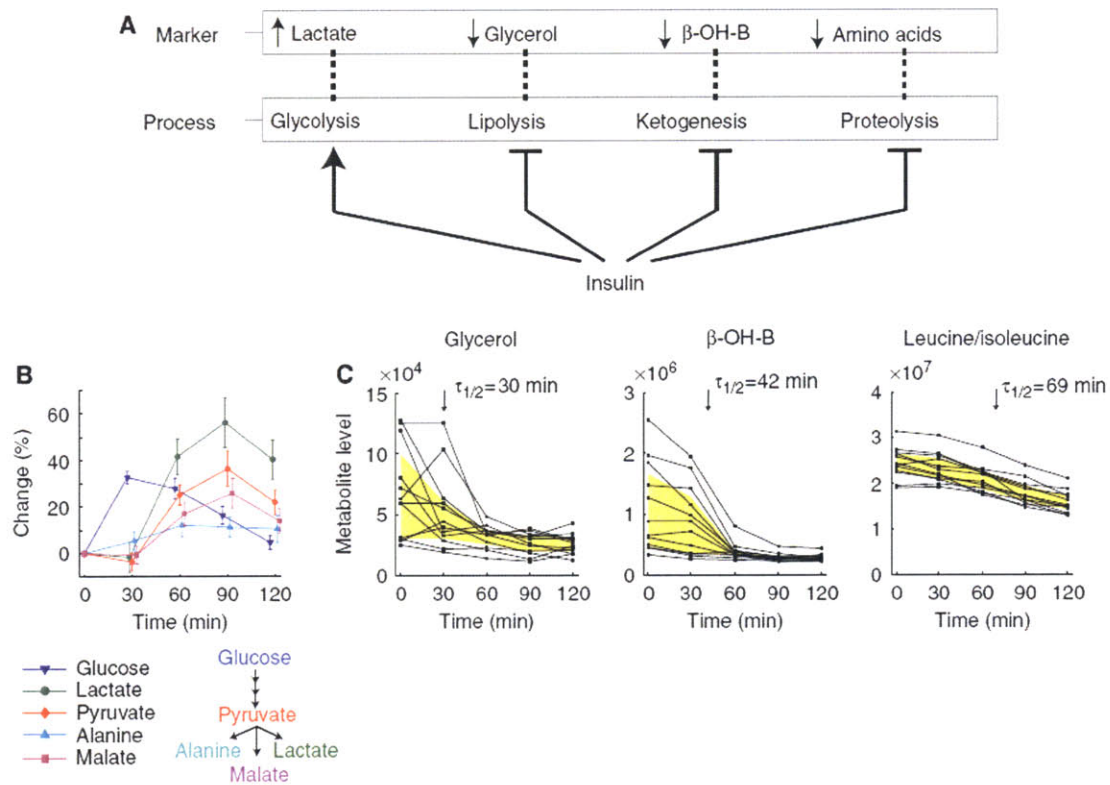 A
Marker
↑ Lactate ↓ Glycerol ↓ β-OH-B ↓ Amino acids
Process
Glycolysis Lipolysis Ketogenesis Proteolysis
Insulin
B
Change (%)
60
40
20
0
0 30 60 90 120
Time (min)
Glucose
Lactate
Pyruvate
Alanine
Malate
Glucose
Pyruvate
Alanine Lactate
Malate
C
Metabolite level
Glycerol
×10⁴
τ1/2=30 min
15
10
5
0
0 30 60 90 120
Time (min)
β-OH-B
×10⁶
τ1/2=42 min
3
2
1
0
0 30 60 90 120
Time (min)
Leucine/isoleucine
×10⁷
τ1/2=69 min
4
3
2
1
0
0 30 60 90 120
Time (min)